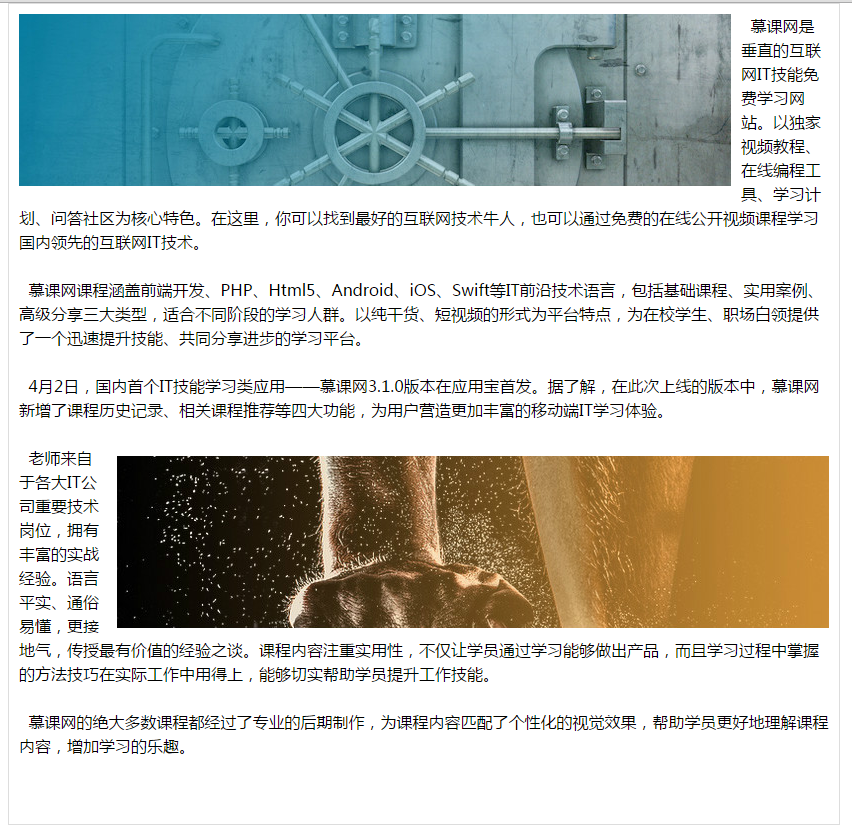 慕课网是
垂直的互联
网IT技能免
费学习网
站。以独家
视频教程、
在线编程工
具、学习计
划、问答社区为核心特色。在这里，你可以找到最好的互联网技术牛人，也可以通过免费的在线公开视频课程学习
国内领先的互联网IT技术。
慕课网课程涵盖前端开发、PHP、Html5、Android、iOS、Swift等IT前沿技术语言，包括基础课程、实用案例、
高级分享三大类型，适合不同阶段的学习人群。以纯干货、短视频的形式为平台特点，为在校学生、职场白领提供
了一个迅速提升技能、共同分享进步的学习平台。
4月2日，国内首个IT技能学习类应用——慕课网3.1.0版本在应用宝首发。据了解，在此次上线的版本中，慕课网
新增了课程历史记录、相关课程推荐等四大功能，为用户营造更加丰富的移动端IT学习体验。
老师来自
于各大IT公
司重要技术
岗位，拥有
丰富的实战
经验。语言
平实、通俗
易懂，更接
地气，传授最有价值的经验之谈。课程内容注重实用性，不仅让学员通过学习能够做出产品，而且学习过程中掌握
的方法技巧在实际工作中用得上，能够切实帮助学员提升工作技能。
慕课网的绝大多数课程都经过了专业的后期制作，为课程内容匹配了个性化的视觉效果，帮助学员更好地理解课程
内容，增加学习的乐趣。